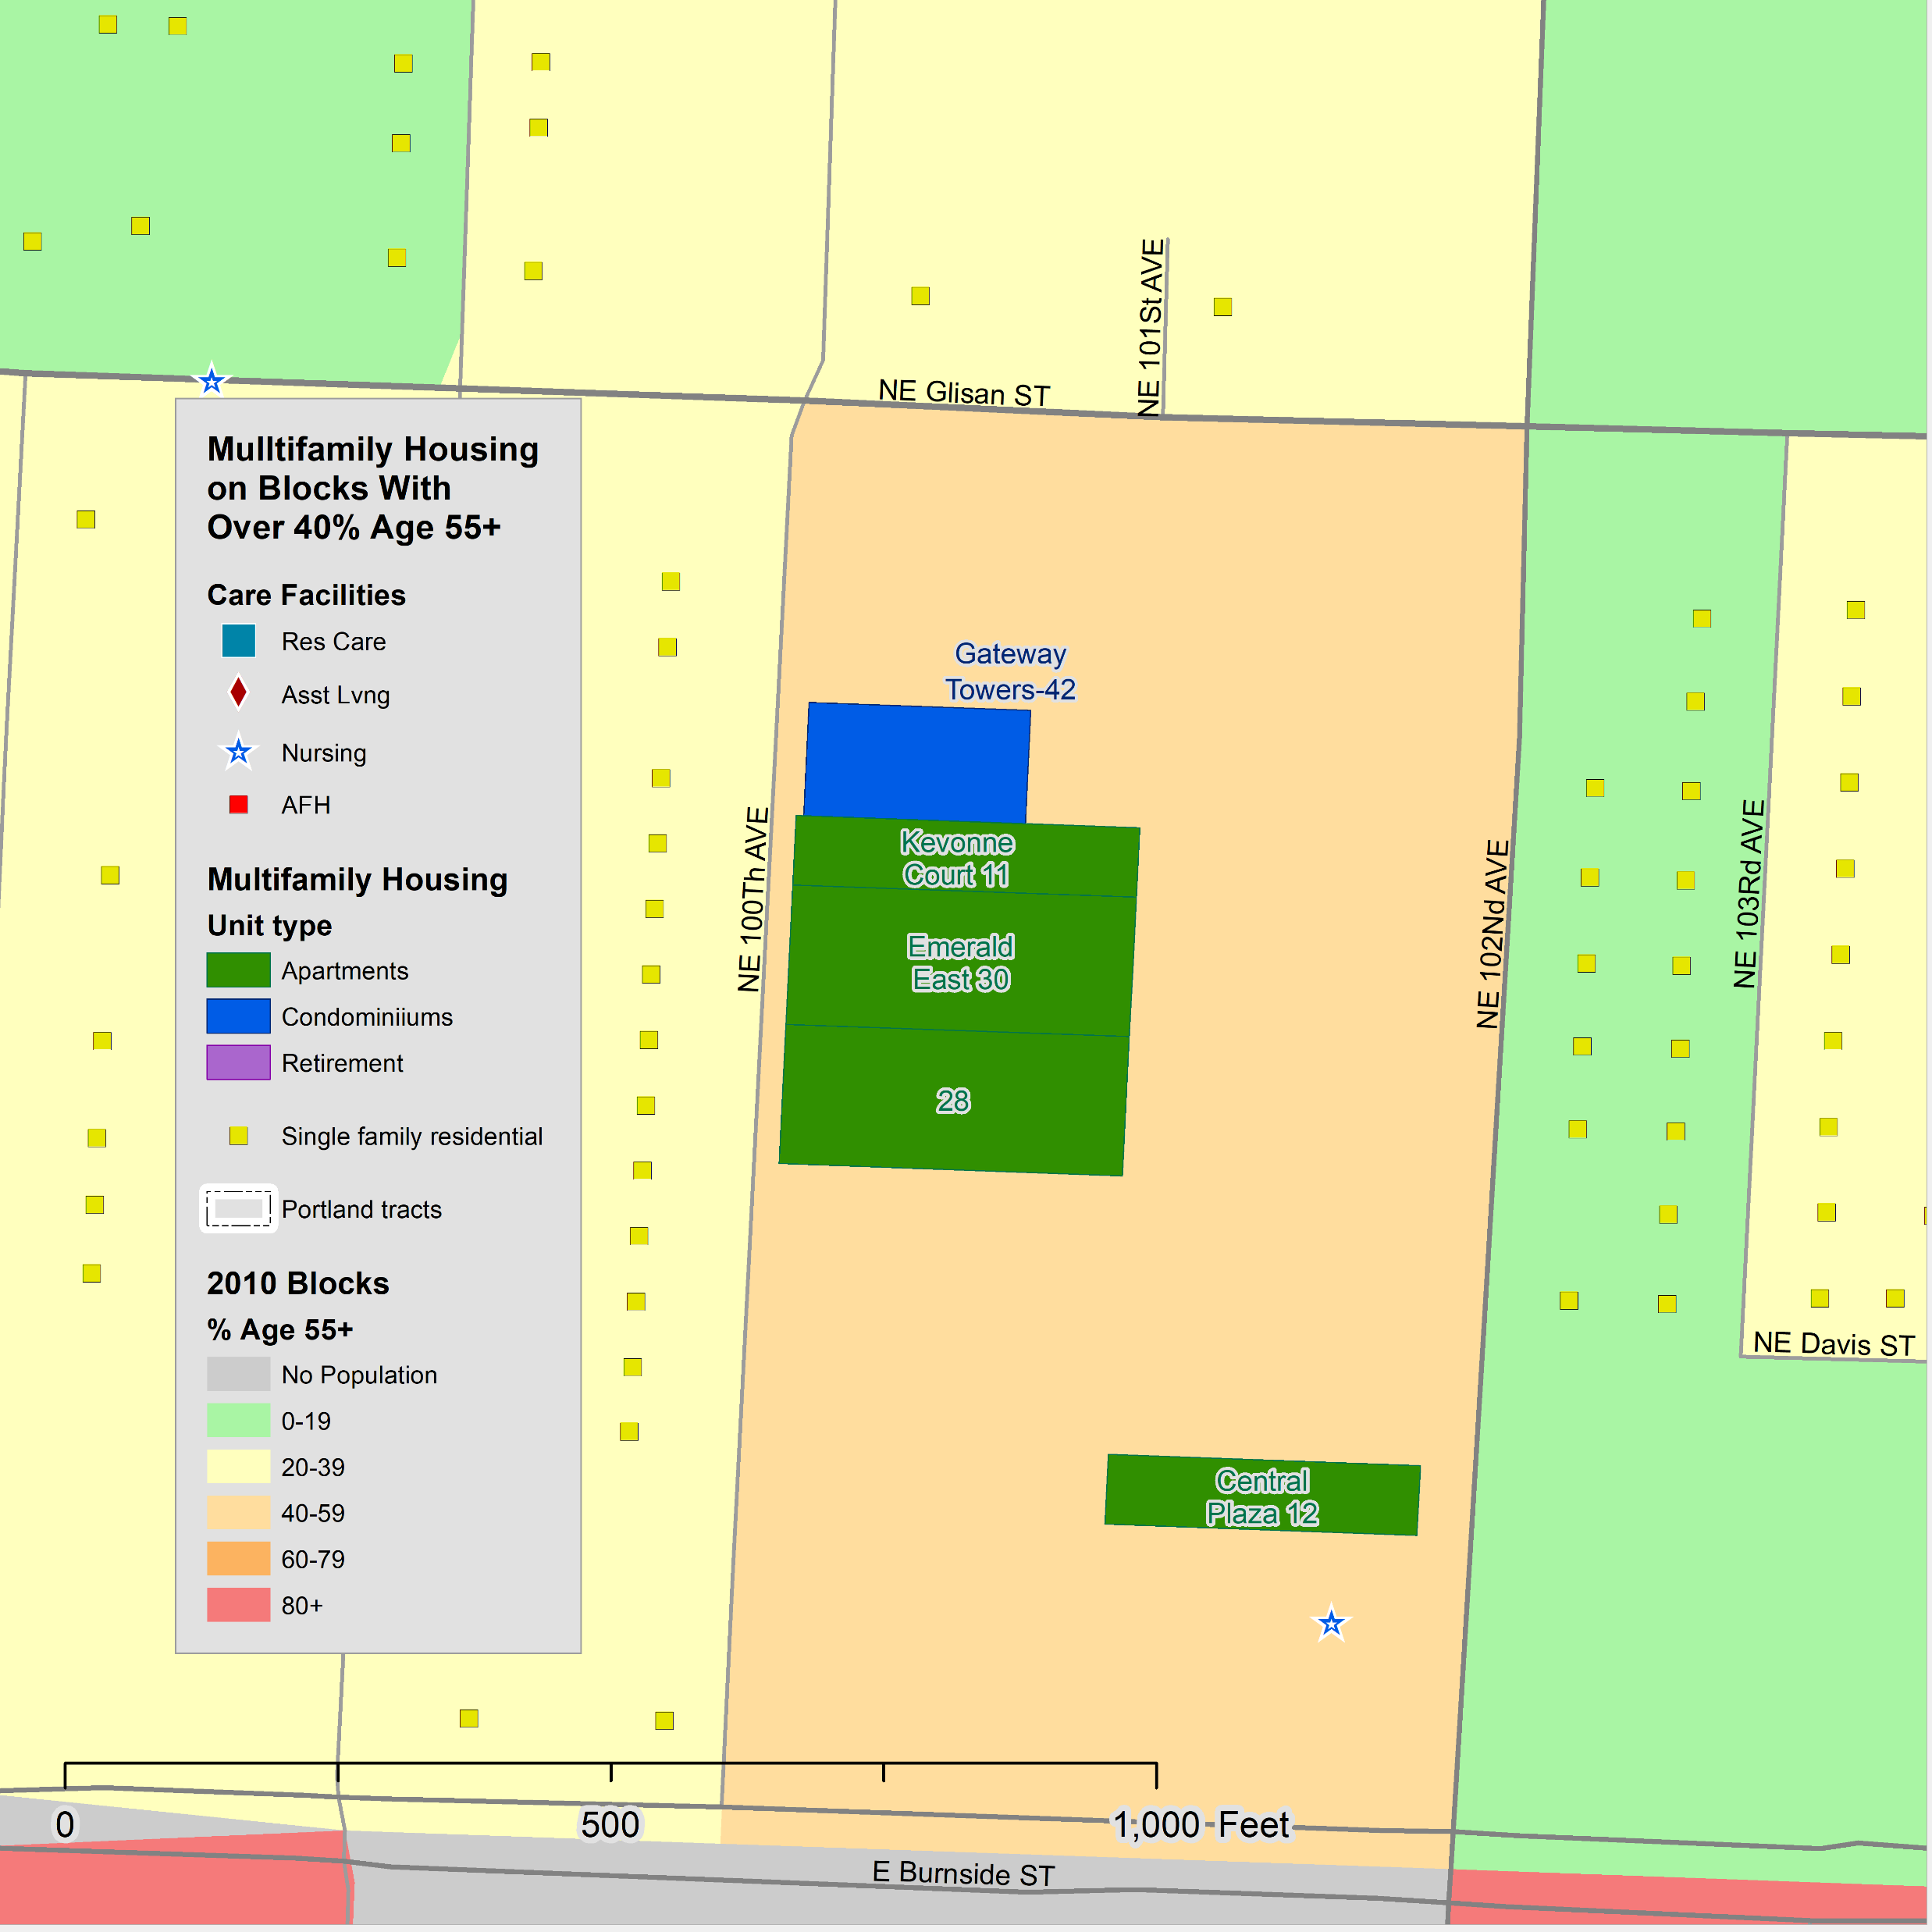 NE 101St AVE
NE Glisan ST
Mulltifamily Housing
on Blocks With
Over 40% Age 55+
Care Facilities
Res Care
Asst Lvng
Nursing
AFH
Multifamily Housing
Unit type
Apartments
Condominiiums
Retirement
Single family residential
Portland tracts
2010 Blocks
% Age 55+
No Population
0-19
20-39
40-59
60-79
80+
Gateway
Towers-42
Kevonne
Court 11
Emerald
East 30
28
NE 100Th AVE
NE 102Nd AVE
NE 103Rd AVE
NE Davis ST
Central
Plaza 12
0
500
1,000 Feet
E Burnside ST